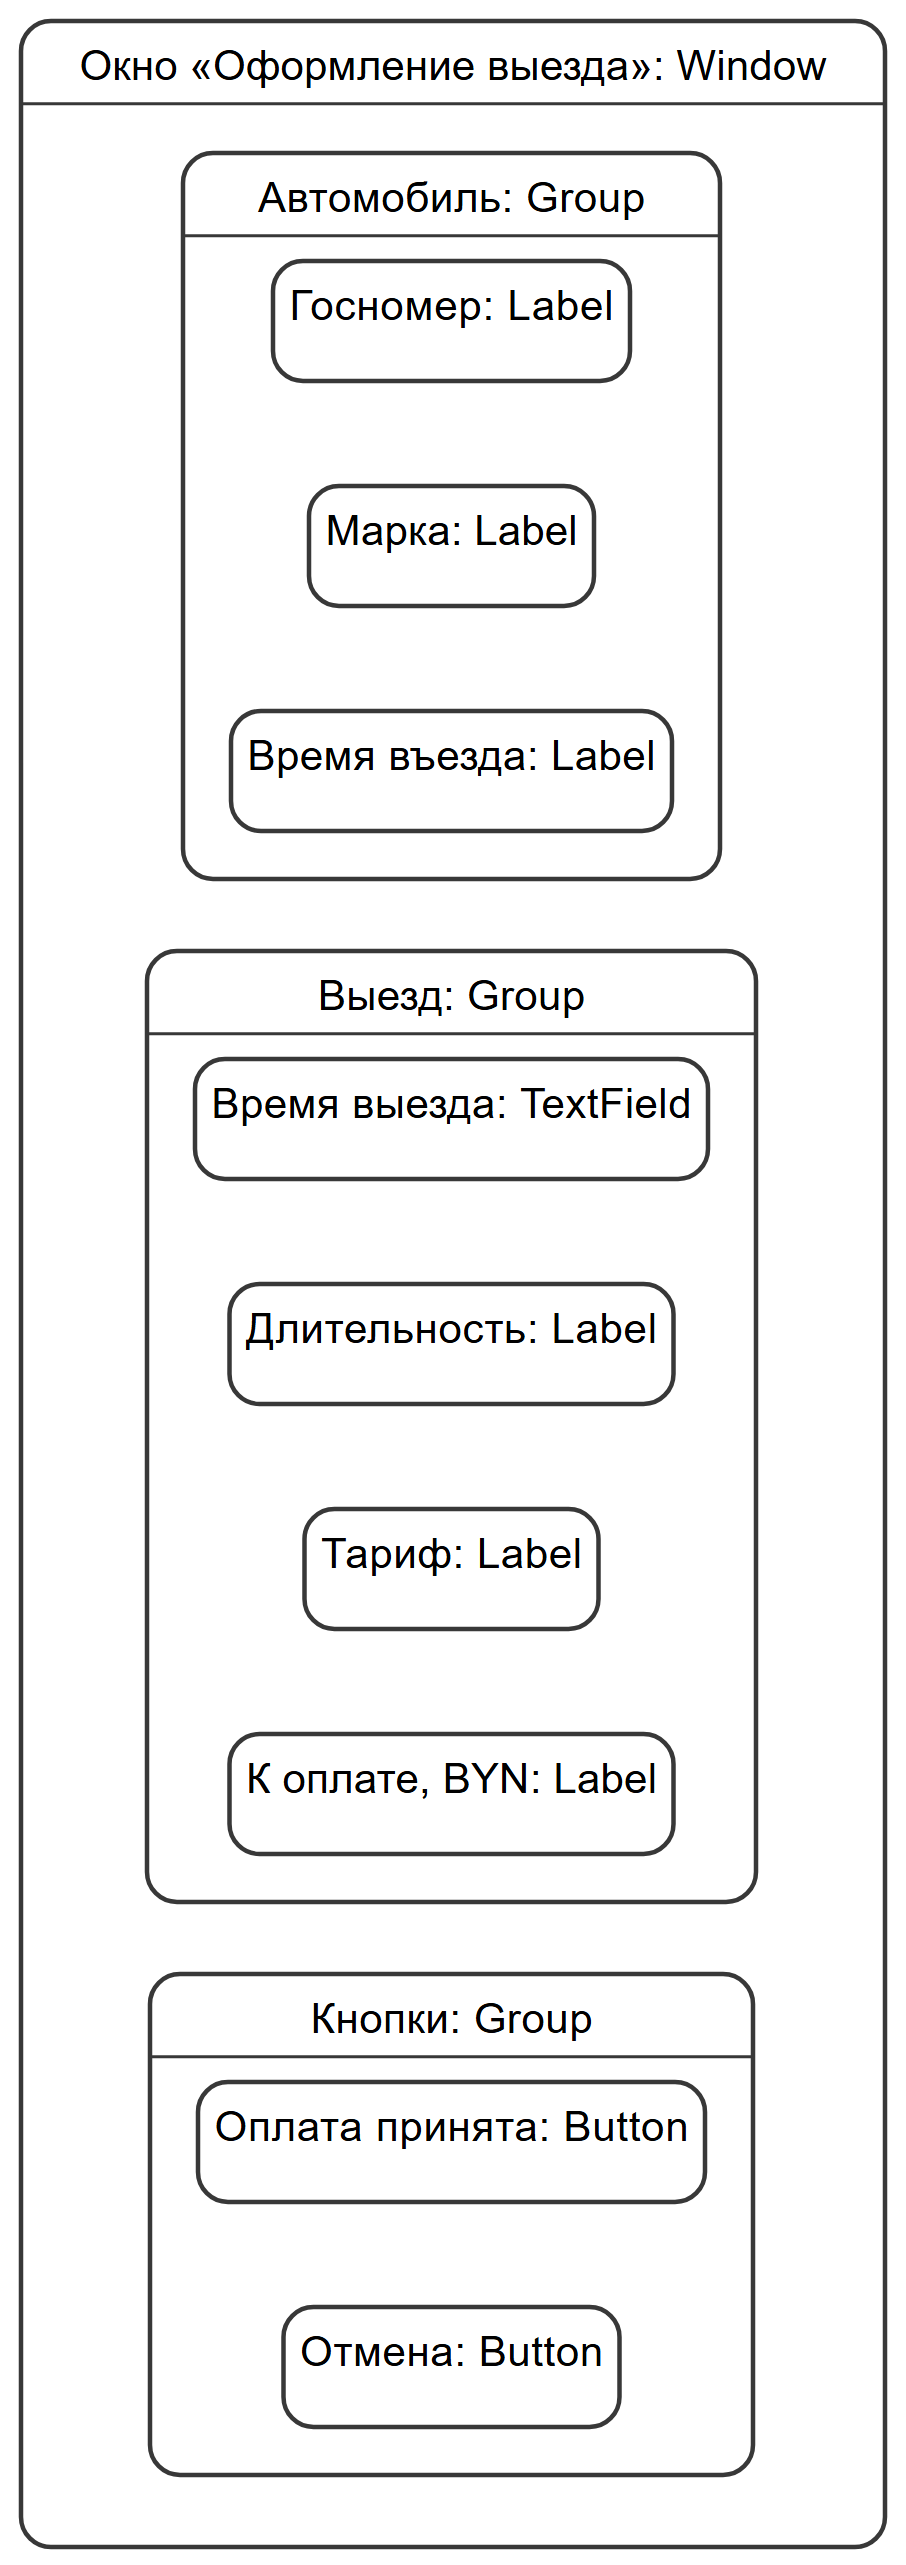 Окно «Оформление выезда»: Window
Автомобиль: Group
Госномер: Label
Марка: Label
Время въезда: Label
Выезд: Group
Время выезда: TextField
Длительность: Label
Тариф: Label
К оплате, BYN: Label
Кнопки: Group
Оплата принята: Button
Отмена: Button